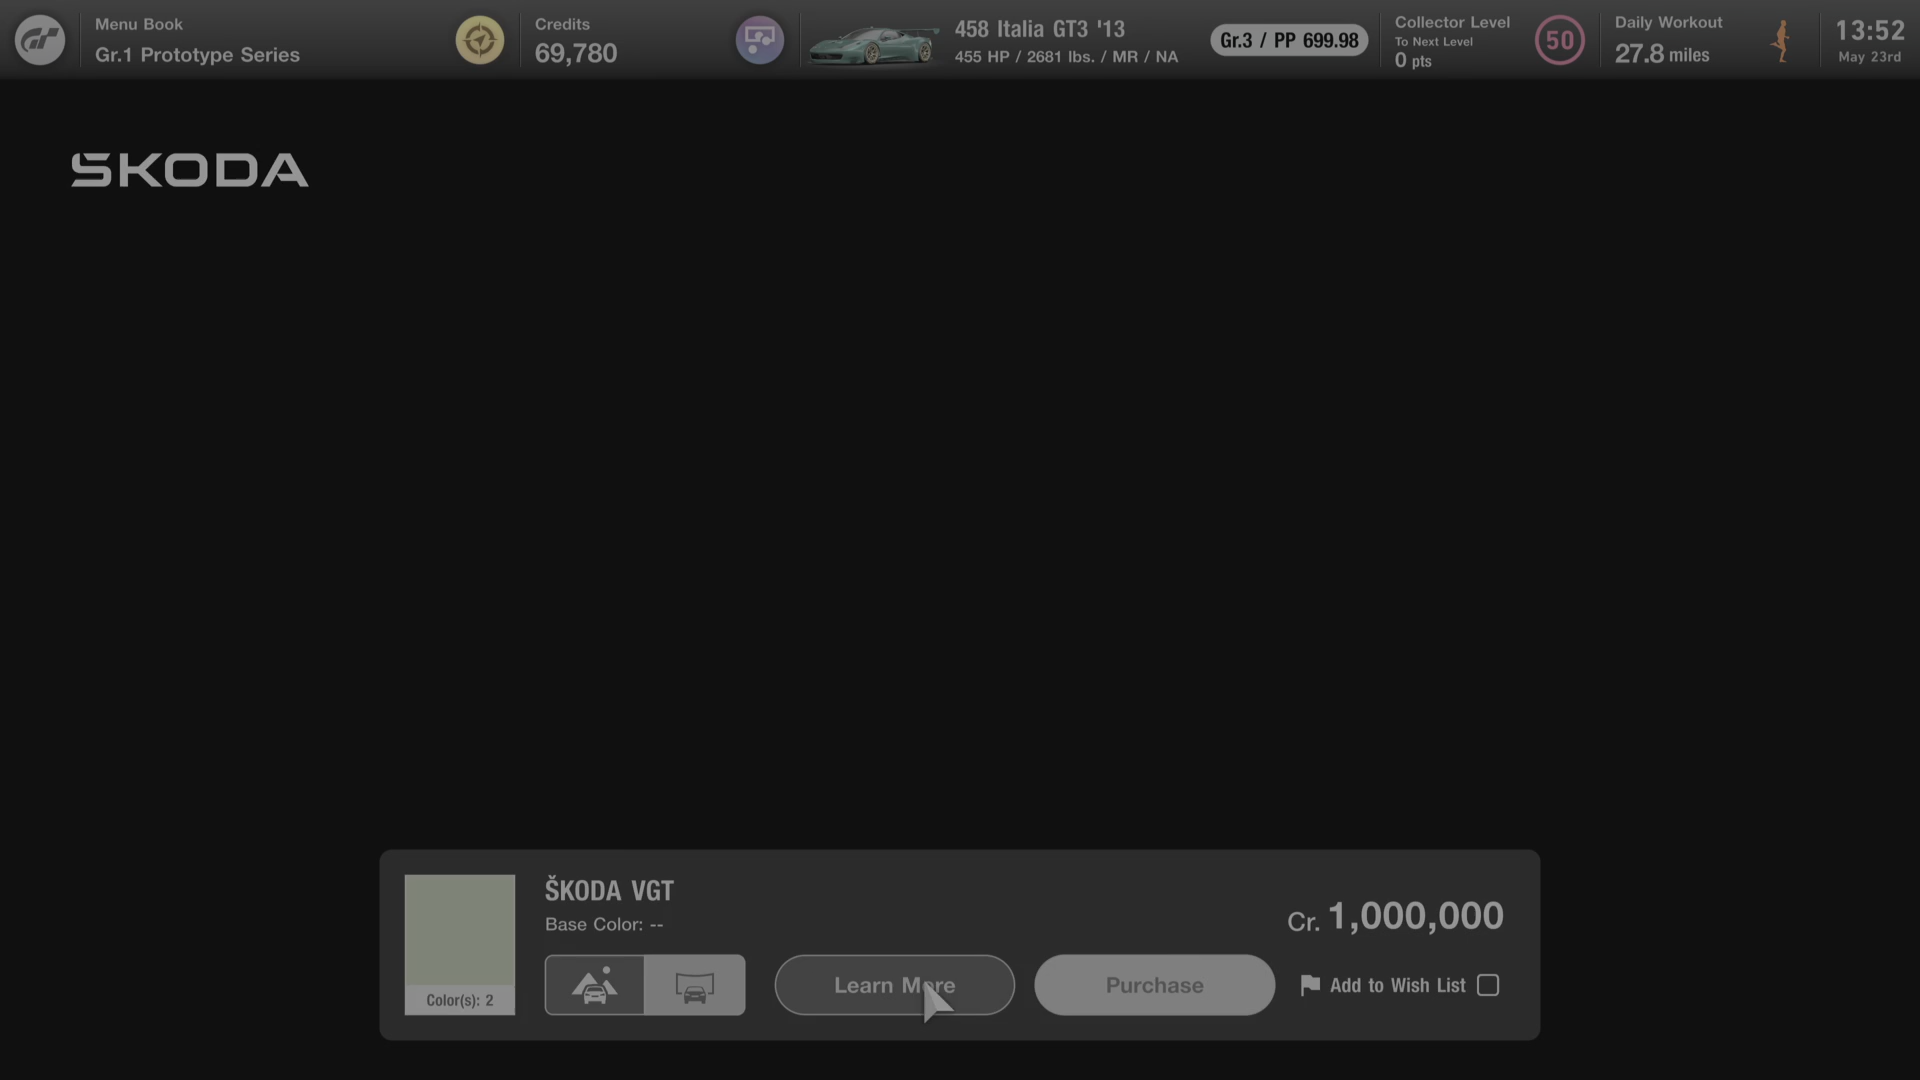 Menu Book
Gr.1 Prototype Series
Credits
69,780
458 Italia GT3 '13
455 HP / 2681 lbs. / MR / NA
Gr.3 / PP 699.98
Collector Level
To Next Level
0 pts
50
Daily Workout
27.8 miles
13:52
May 23rd
SKODA
ŠKODA VGT
Base Color: --
Color(s): 2
Cr. 1,000,000
Learn More
Purchase
Add to Wish List